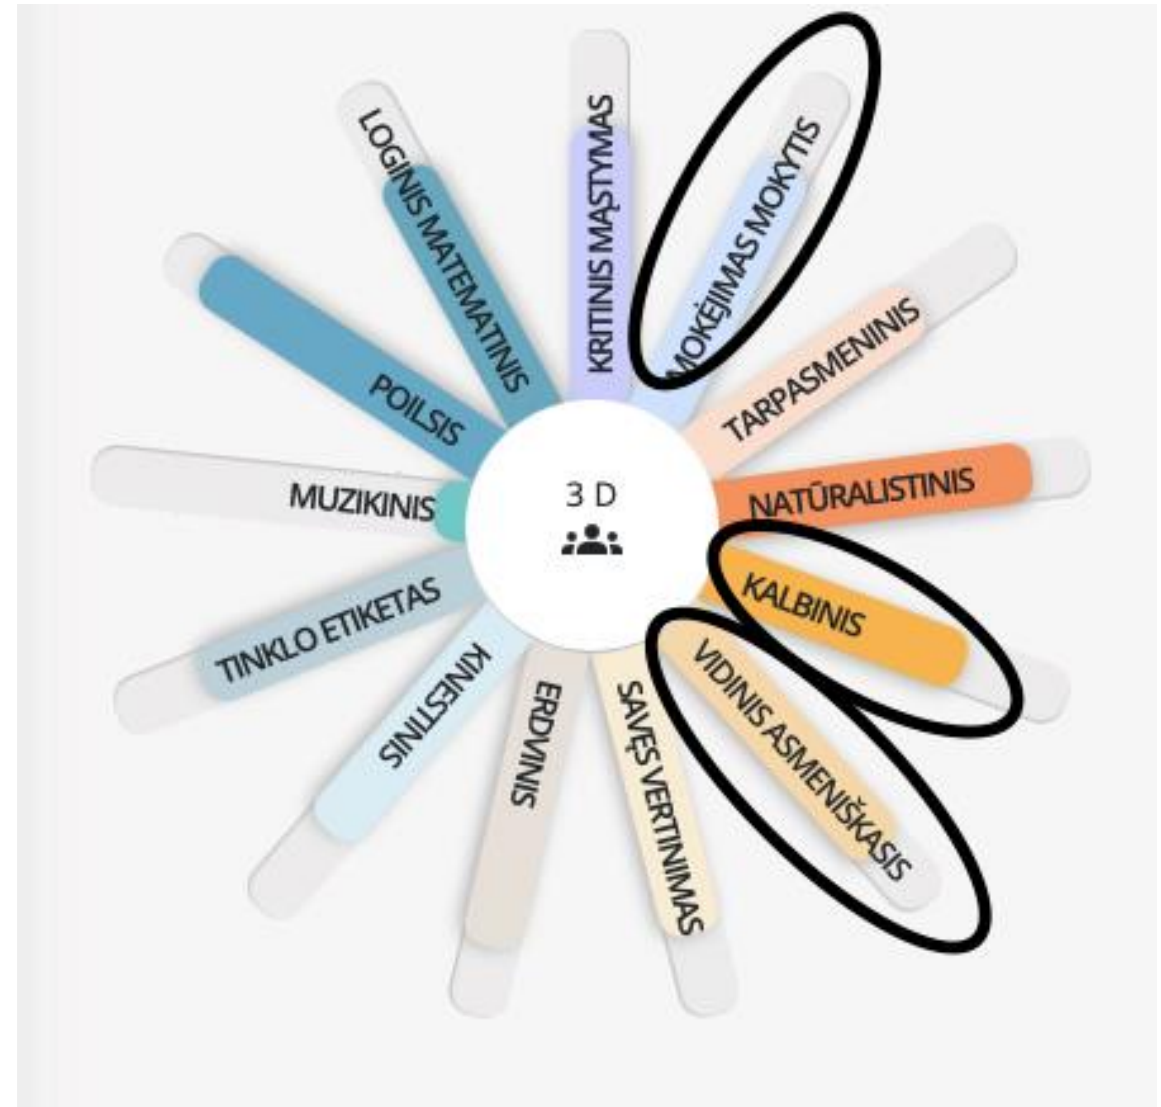 3 D
KRITINIS MĄSTYMAS
MOKĖJIMAS MOKYTIS
TARPASMENINIS
NATŪRALISTINIS
KALBINIS
VIDINIS ASMENIŠKASIS
SAVĘS VERTINIMAS
ERDVINIS
KINESTINIS
TINKLO ETIKETAS
MUZIKINIS
POILSIS
LOGINIS MATEMATINIS